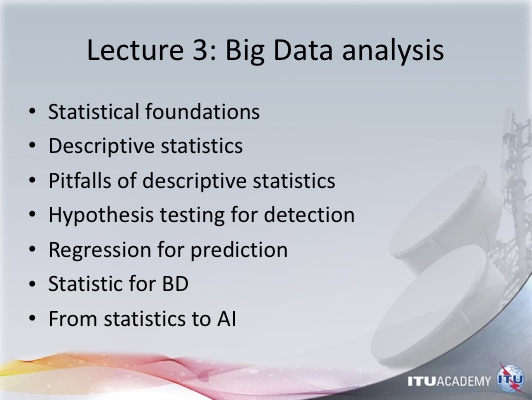 Lecture 3: Big Data analysis
• Statistical foundations
• Descriptive statistics
• Pitfalls of descriptive statistics
• Hypothesis testing for detection
• Regression for prediction
• Statistic for BD
• From statistics to AI
ITUACADEMY ITU